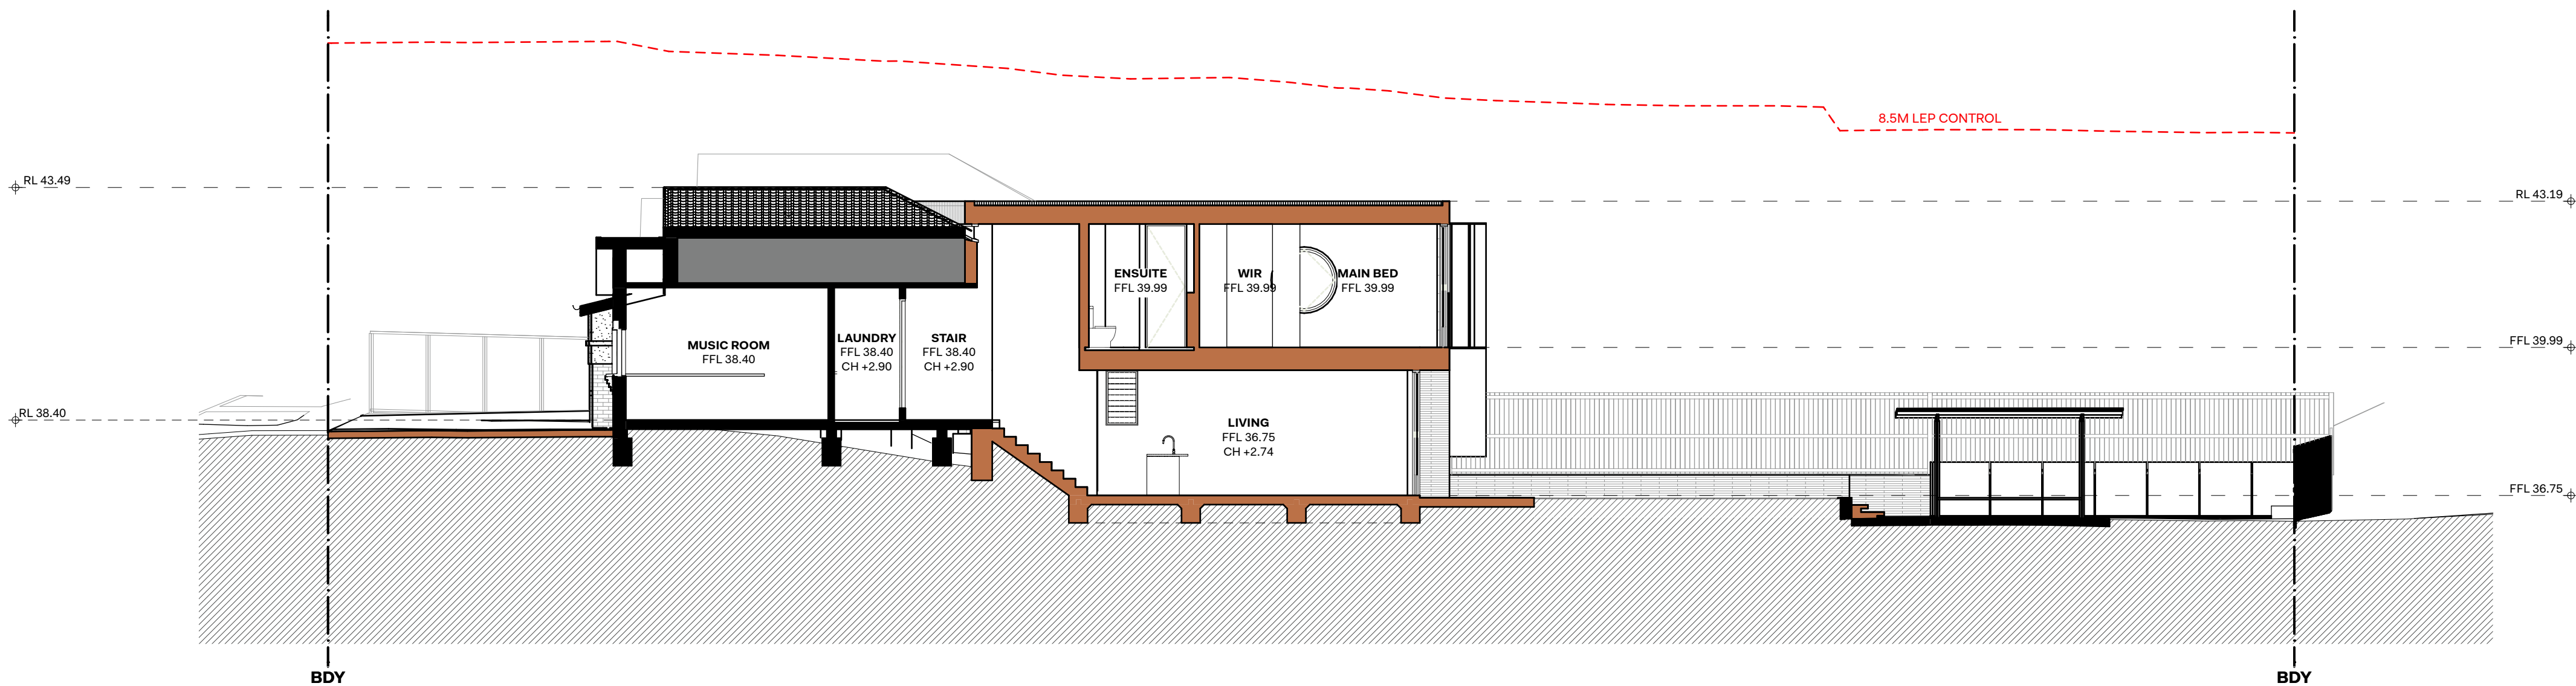 8.5M LEP CONTROL
RL 43.49
RL 43.19
ENSUITE
FFL 39.99
WIR
FFL 39.99
MAIN BED
FFL 39.99
MUSIC ROOM
FFL 38.40
LAUNDRY
FFL 38.40
CH +2.90
STAIR
FFL 38.40
CH +2.90
FFL 39.99
RL 38.40
LIVING
FFL 36.75
CH +2.74
FFL 36.75
BDY
BDY